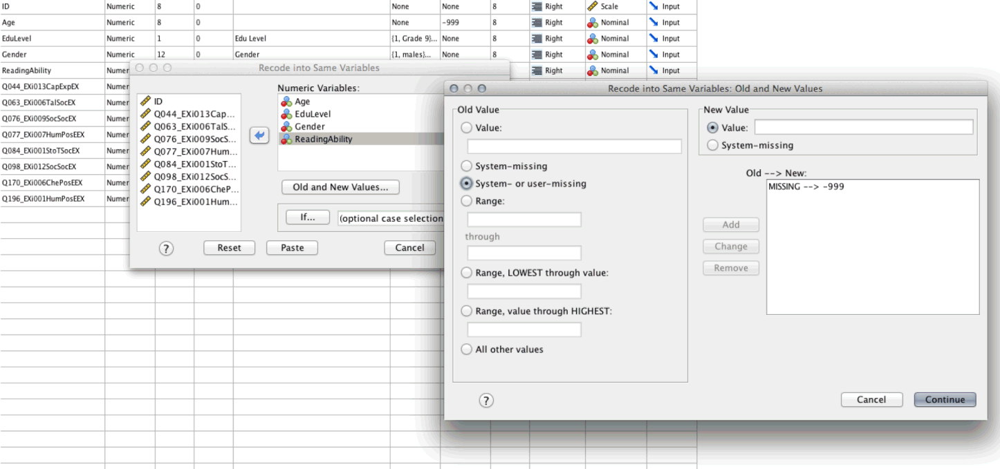 ID Numeric 8 0 None None 8 Right Scale Input
Age Numeric 8 0 None -999 8 Right Nominal Input
EduLevel Numeric 1 0 Edu Level {1, Grade 9}... None 8 Right Nominal Input
Gender Numeric 12 0 Gender {1, males}... None 8 Right Nominal Input
ReadingAbility Numer Right Nominal Input
Q044_EXi013CapExpEX Numer
Q063_EXi006TalSocEX Numer
Q076_EXi009SocSocEX Numer
Q077_EXi007HumPosEEX Numer
Q084_EXi001StoTSocEX Numer
Q098_EXi012SocSocEX Numer
Q170_EXi006ChePosEEX Numer
Q196_EXi001HumPosEEX Numer
Recode into Same Variables
ID
Q044_EXi013Cap...
Q063_EXi006TalS...
Q076_EXi009SocS...
Q077_EXi007Hum...
Q084_EXi001StoT...
Q098_EXi012SocS...
Q170_EXi006CheP...
Q196_EXi001Hum...
Numeric Variables:
Age
EduLevel
Gender
ReadingAbility
Old and New Values...
If... (optional case selection
? Reset Paste Cancel
Recode into Same Variables: Old and New Values
Old Value
Value:
System-missing
System- or user-missing
Range:
through
Range, LOWEST through value:
Range, value through HIGHEST:
All other values
New Value
Value:
System-missing
Old --> New:
MISSING --> -999
Add
Change
Remove
? Cancel Continue